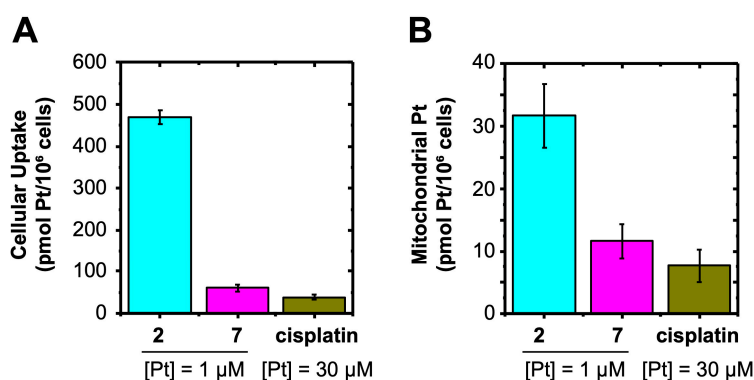 A
Cellular Uptake
(pmol Pt/10⁶ cells)
600
500
400
300
200
100
0
2 7 cisplatin
[Pt] = 1 µM [Pt] = 30 µM
B
Mitochondrial Pt
(pmol Pt/10⁶ cells)
40
30
20
10
0
2 7 cisplatin
[Pt] = 1 µM [Pt] = 30 µM